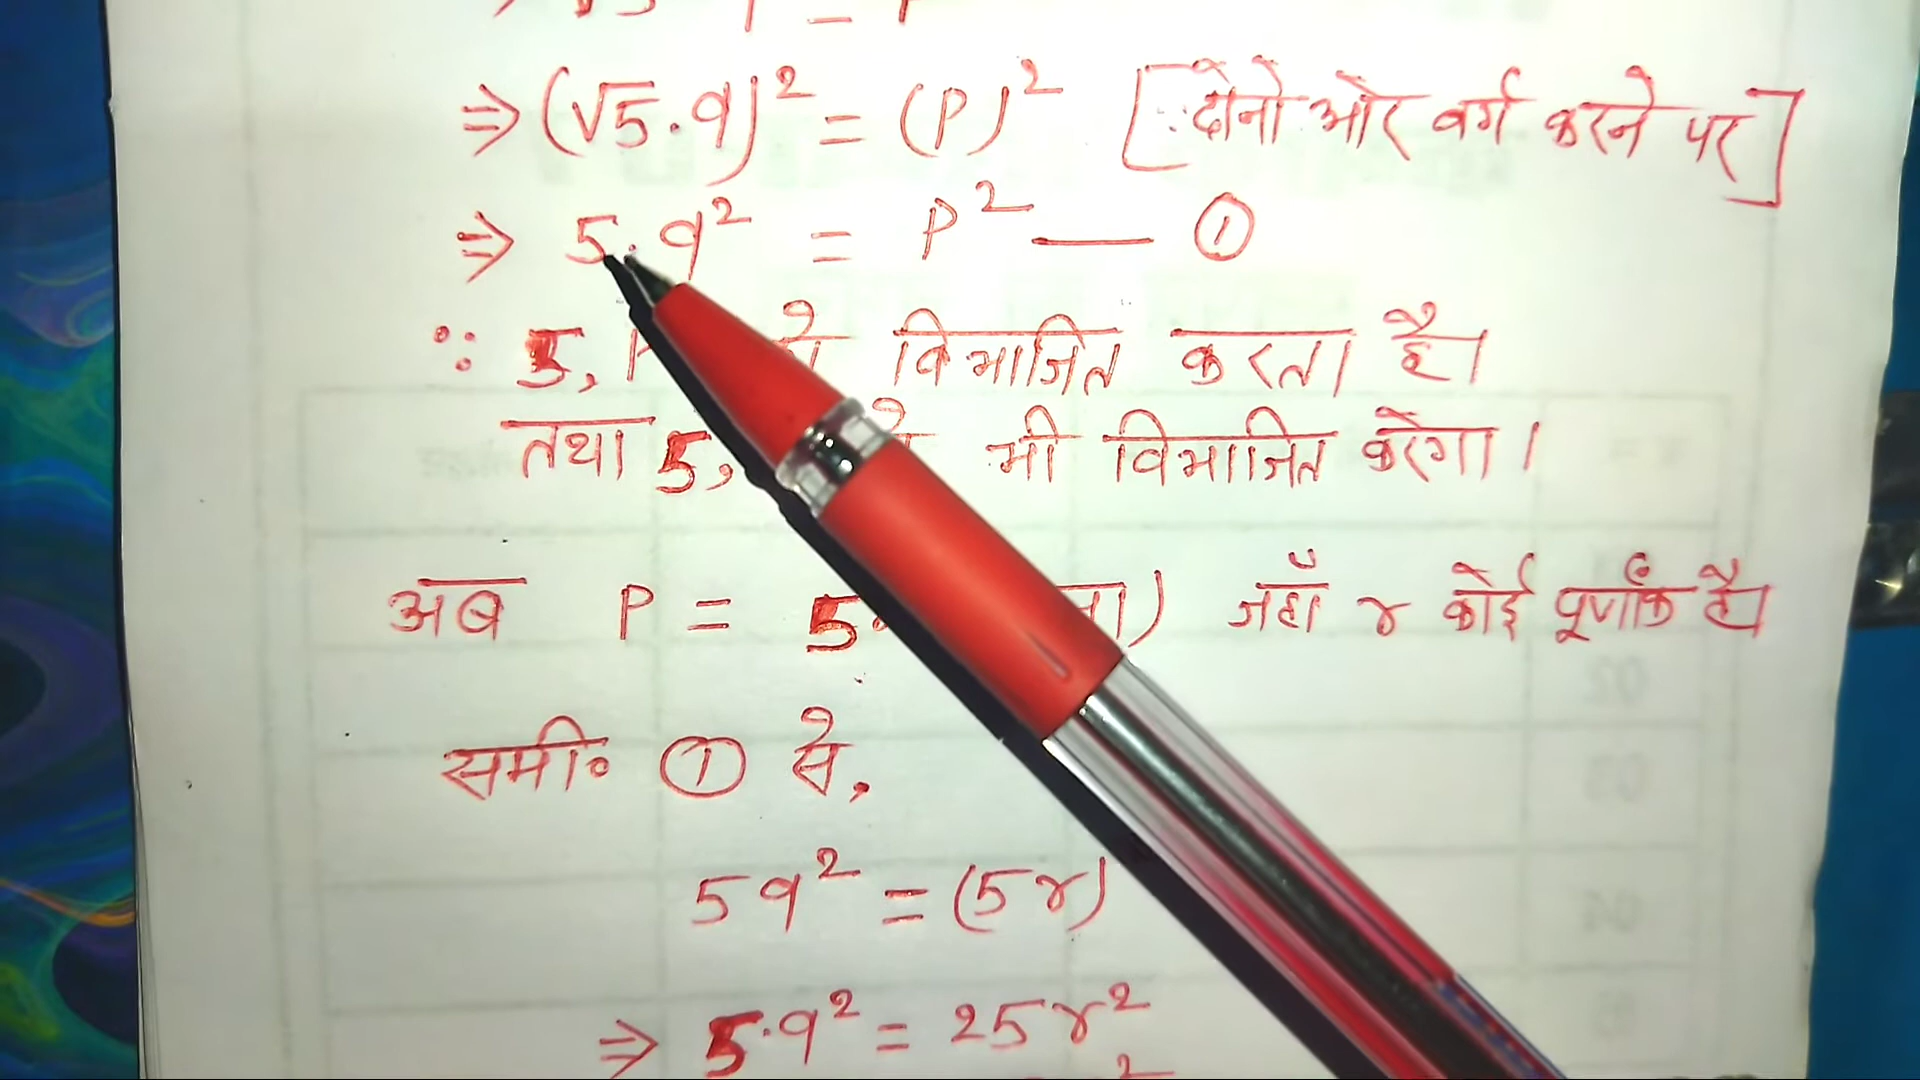 ⇒ (√5.q)² = (P)² [दोनो ओर वर्ग करने पर]
⇒ 5.q² = P² — ①
∵ 5, विभाजित करता है।
तथा 5, भी विभाजित करेगा।
अब P = 5 जहाँ r कोई पूर्णांक है।
समी० ① से,
5q² = (5r)
⇒ 5.q² = 25r²